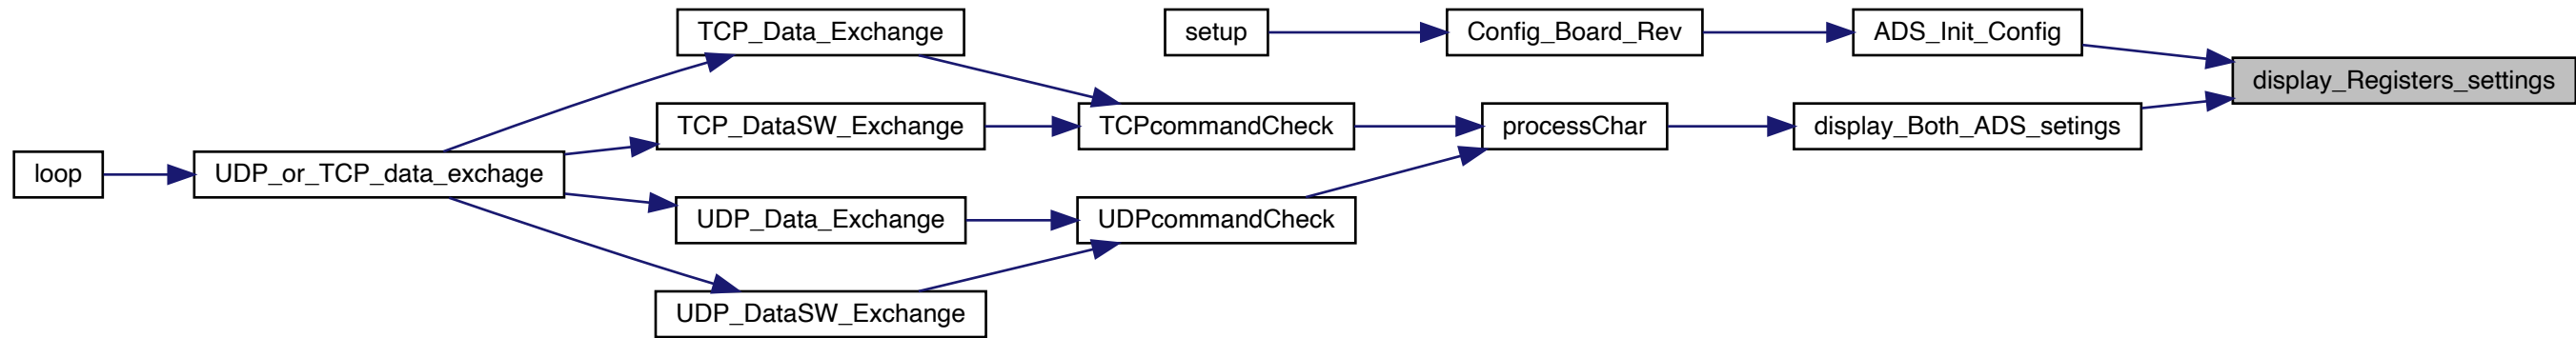 TCP_Data_Exchange
setup
Config_Board_Rev
ADS_Init_Config
display_Registers_settings
TCP_DataSW_Exchange
TCPcommandCheck
processChar
display_Both_ADS_setings
loop
UDP_or_TCP_data_exchage
UDP_Data_Exchange
UDPcommandCheck
UDP_DataSW_Exchange